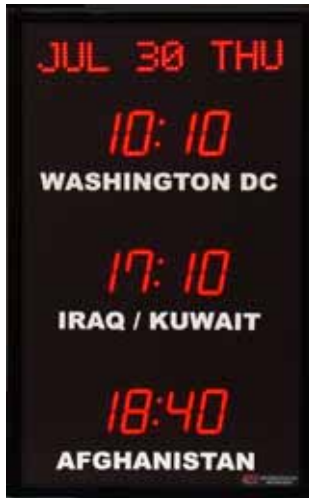 JUL 30 THU
10:10
WASHINGTON DC
17:10
IRAQ / KUWAIT
18:40
AFGHANISTAN